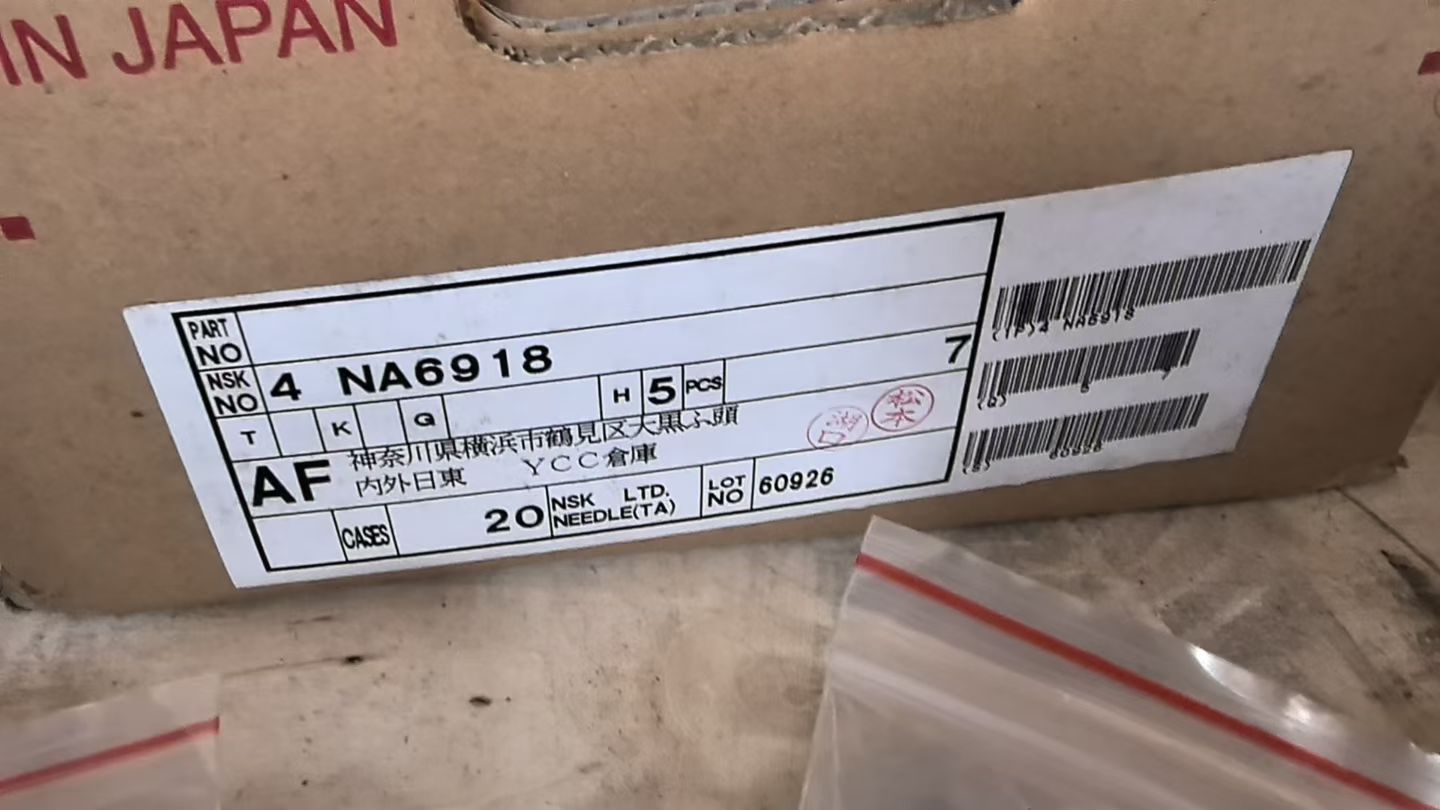 IN JAPAN
PART NO
NSK NO 4 NA6918
T K Q H 5 PCS 7
AF 神奈川県横浜市鶴見区大黒ふ頭
内外日東 YCC倉庫
CASES 20 NSK LTD. NEEDLE(TA) LOT NO 60926
松本
(1P)4 NA6918
(Q)
(S) 60926